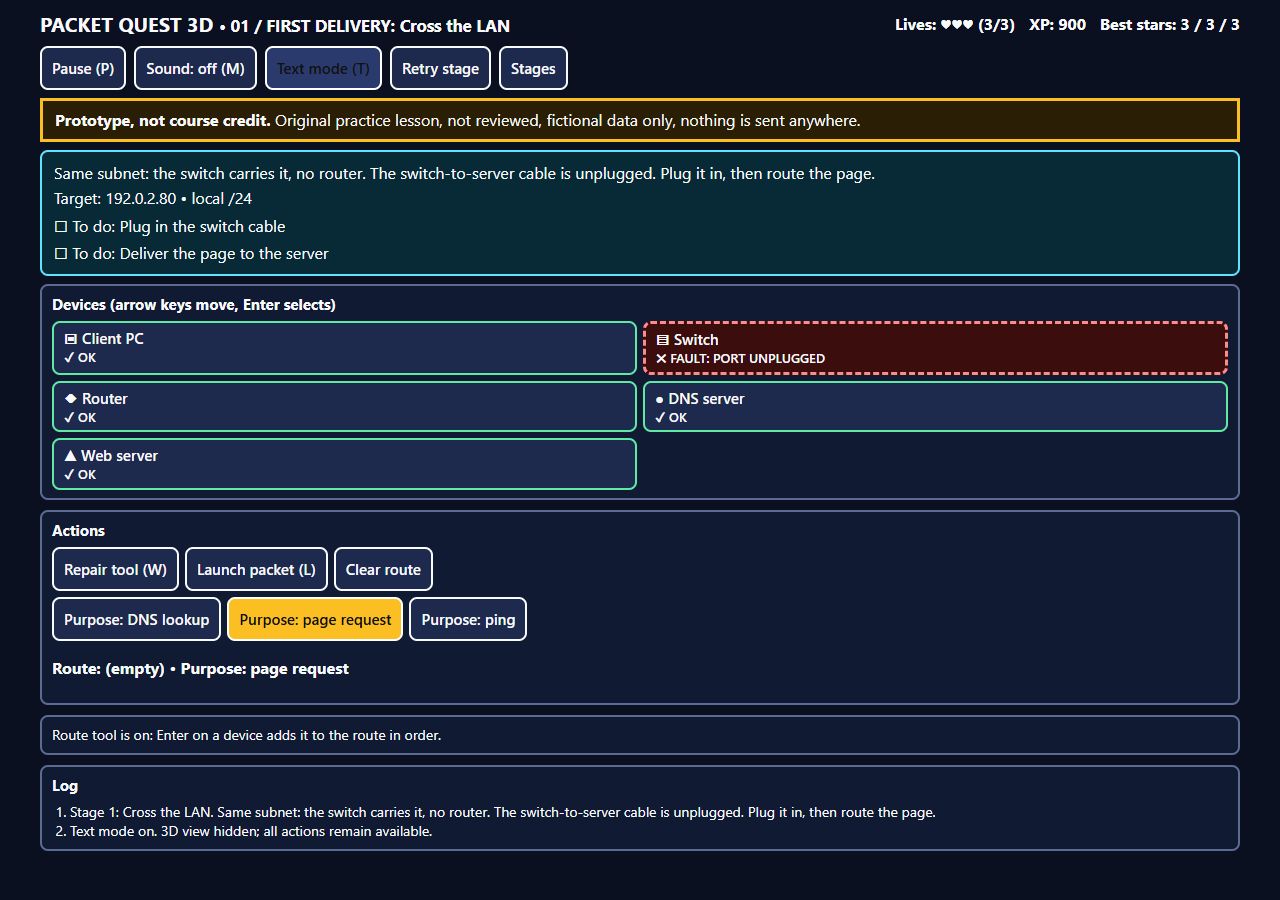 PACKET QUEST 3D • 01 / FIRST DELIVERY: Cross the LAN
Lives: ♥♥♥ (3/3) XP: 900 Best stars: 3 / 3 / 3
Pause (P) Sound: off (M) Text mode (T) Retry stage Stages
Prototype, not course credit. Original practice lesson, not reviewed, fictional data only, nothing is sent anywhere.
Same subnet: the switch carries it, no router. The switch-to-server cable is unplugged. Plug it in, then route the page.
Target: 192.0.2.80 • local /24
☐ To do: Plug in the switch cable
☐ To do: Deliver the page to the server
Devices (arrow keys move, Enter selects)
Client PC
✓ OK
Switch
✕ FAULT: PORT UNPLUGGED
◆ Router
✓ OK
● DNS server
✓ OK
▲ Web server
✓ OK
Actions
Repair tool (W) Launch packet (L) Clear route
Purpose: DNS lookup Purpose: page request Purpose: ping
Route: (empty) • Purpose: page request
Route tool is on: Enter on a device adds it to the route in order.
Log
1. Stage 1: Cross the LAN. Same subnet: the switch carries it, no router. The switch-to-server cable is unplugged. Plug it in, then route the page.
2. Text mode on. 3D view hidden; all actions remain available.